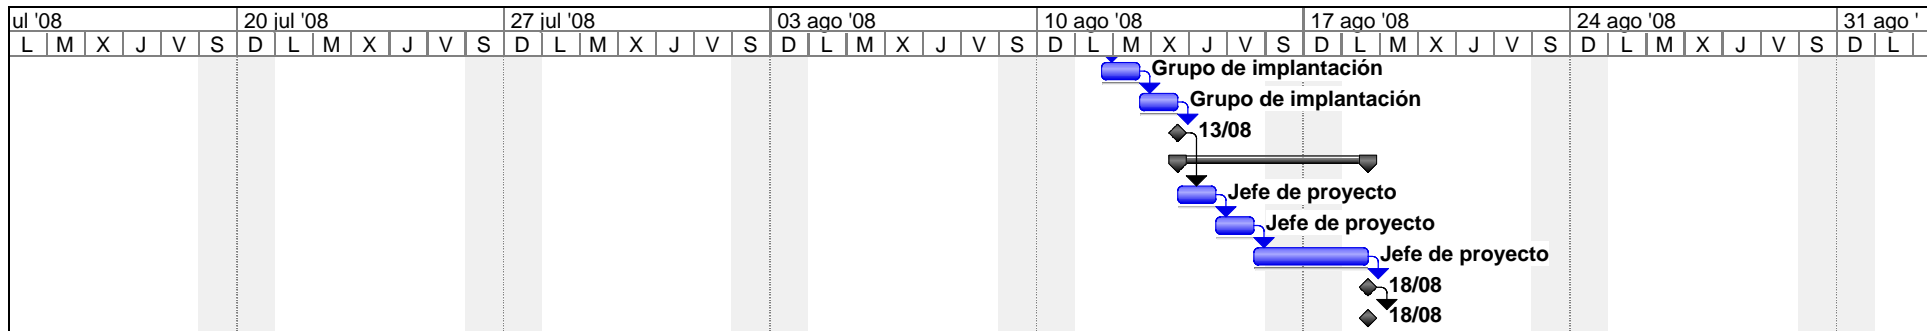 ul '08 20 jul '08 27 jul '08 03 ago '08 10 ago '08 17 ago '08 24 ago '08 31 ago '
L M X J V S D L M X J V S D L M X J V S D L M X J V S D L M X J V S D L M X J V S D L M X J V S D L
Grupo de implantación
Grupo de implantación
13/08
Jefe de proyecto
Jefe de proyecto
Jefe de proyecto
18/08
18/08